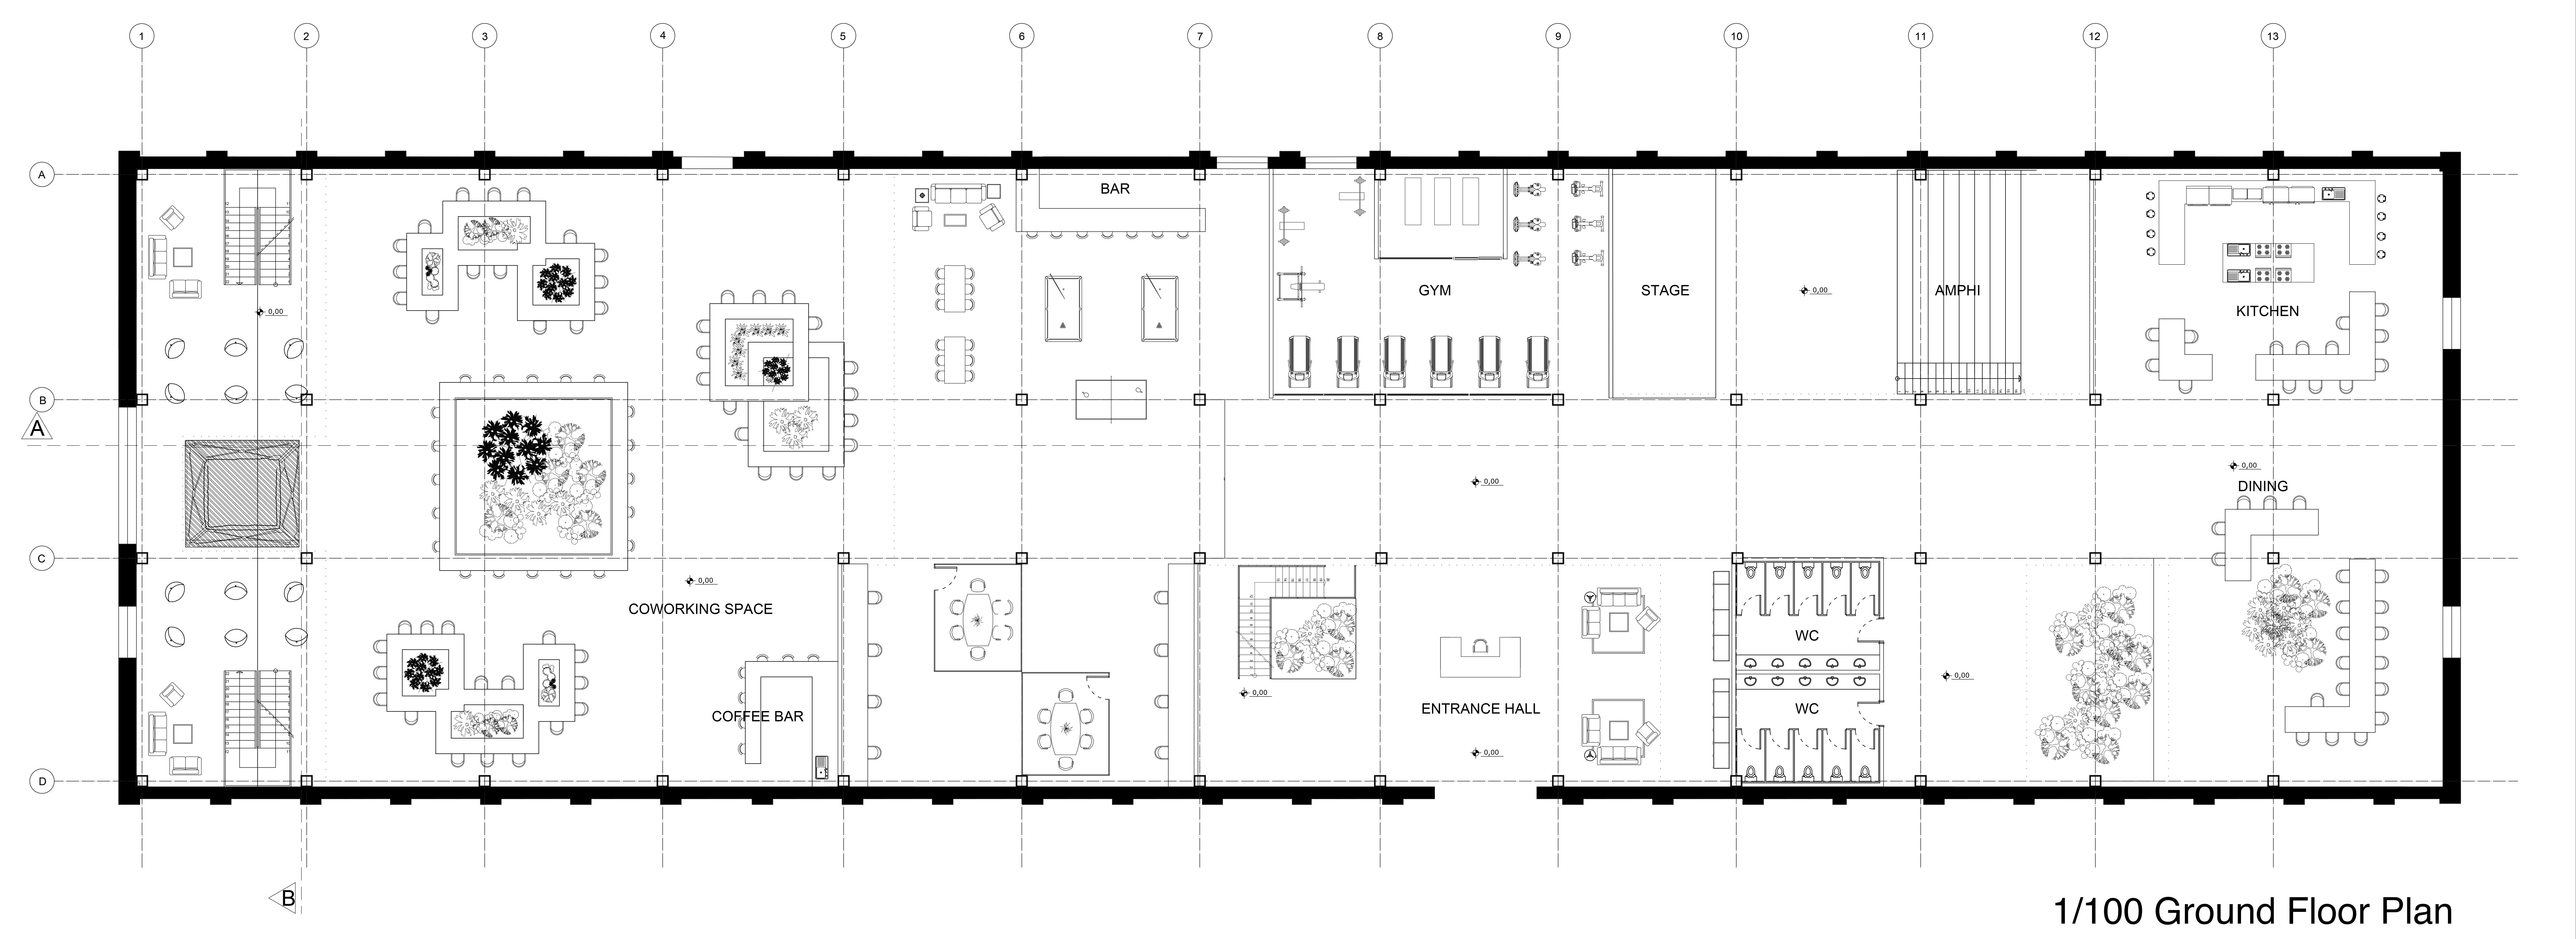 1 2 3 4 5 6 7 8 9 10 11 12 13
A
BAR
GYM
STAGE
0,00
AMPHI
0,00
KITCHEN
B
A
0,00
DINING
0,00
C
0,00
COWORKING SPACE
WC
0,00
0,00
COFFEE BAR
ENTRANCE HALL
WC
0,00
D
B
1/100 Ground Floor Plan